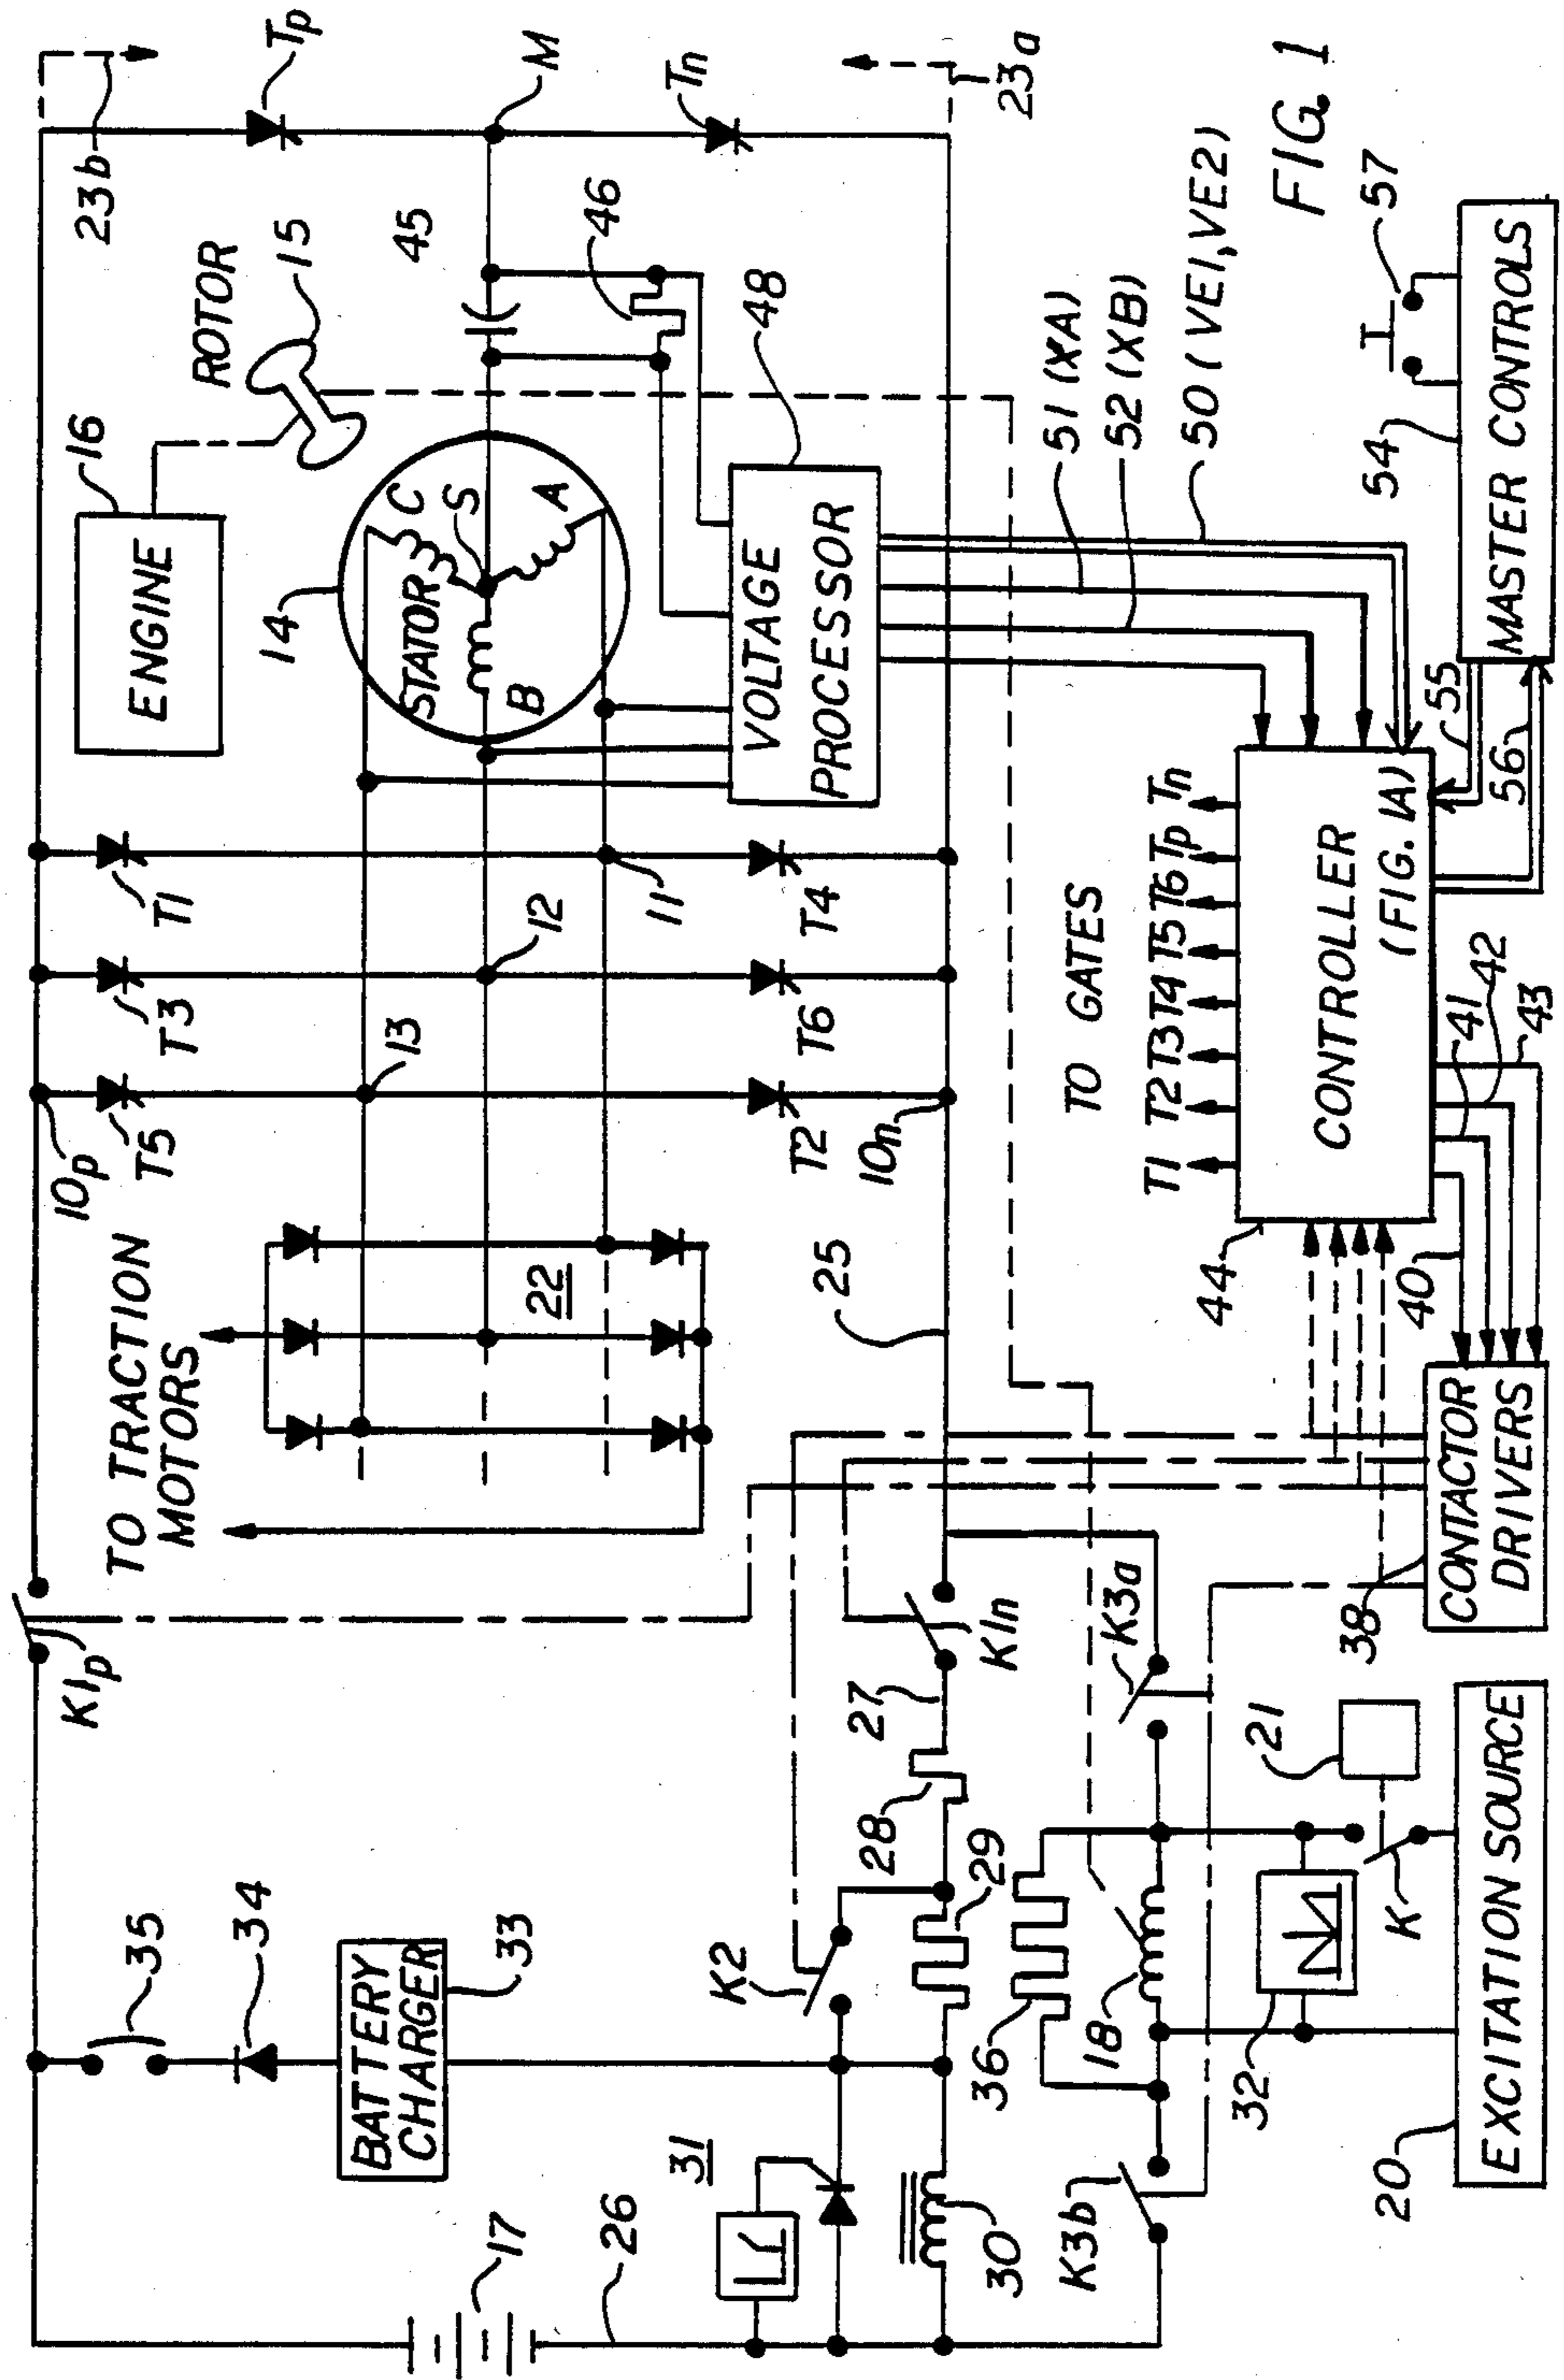 K1p
35
34
BATTERY
CHARGER
33
17
26
31
K2
28
27
K1n
29
30
36
K3b
18
K3a
32
21
K
20
EXCITATION SOURCE
38
CONTACTOR
DRIVERS
TO TRACTION
MOTORS
22
25
10p
T5
T3
T1
13
12
11
T2
T6
T4
10n
TO GATES
T1 T2 T3 T4 T5 T6 Tp Tn
44
CONTROLLER
(FIG. 1A)
40
41
42
43
ENGINE
16
ROTOR
15
14
STATOR
C
S
B
A
45
46
VOLTAGE
PROCESSOR
48
23b
Tp
M
Tn
23a
51 (XA)
52 (XB)
50 (VE1, VE2)
54
57
55
56
MASTER CONTROLS
FIG. 1